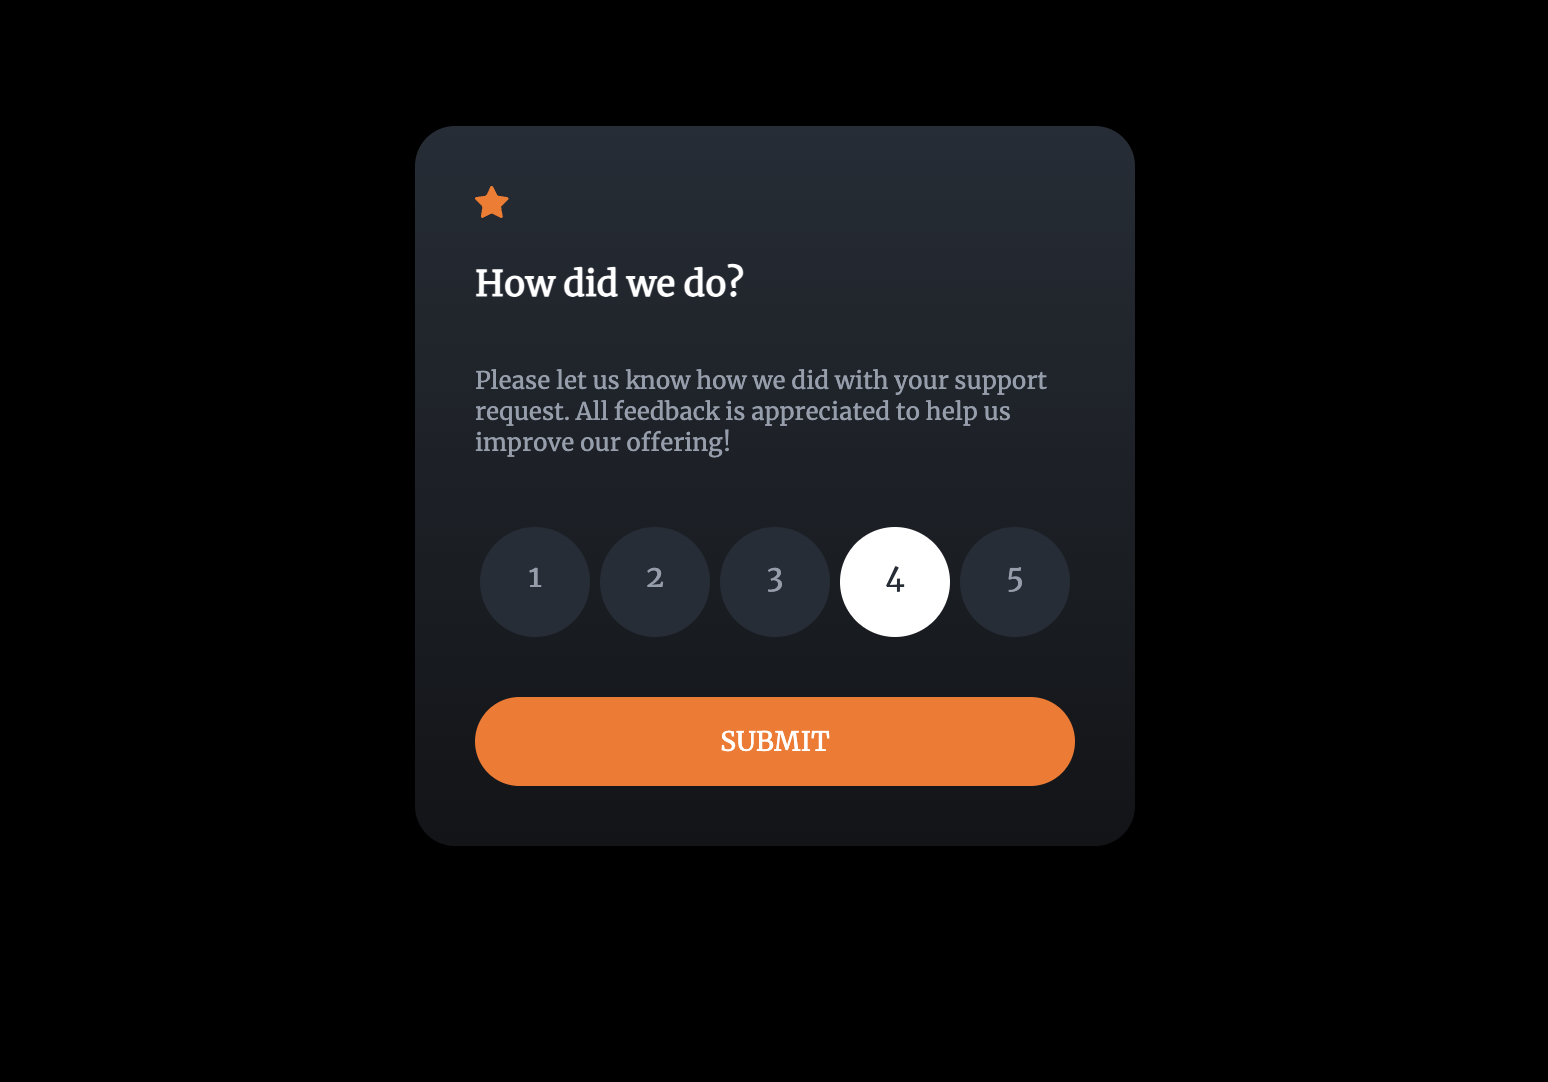 How did we do?
Please let us know how we did with your support
request. All feedback is appreciated to help us
improve our offering!
1 2 3 4 5
SUBMIT